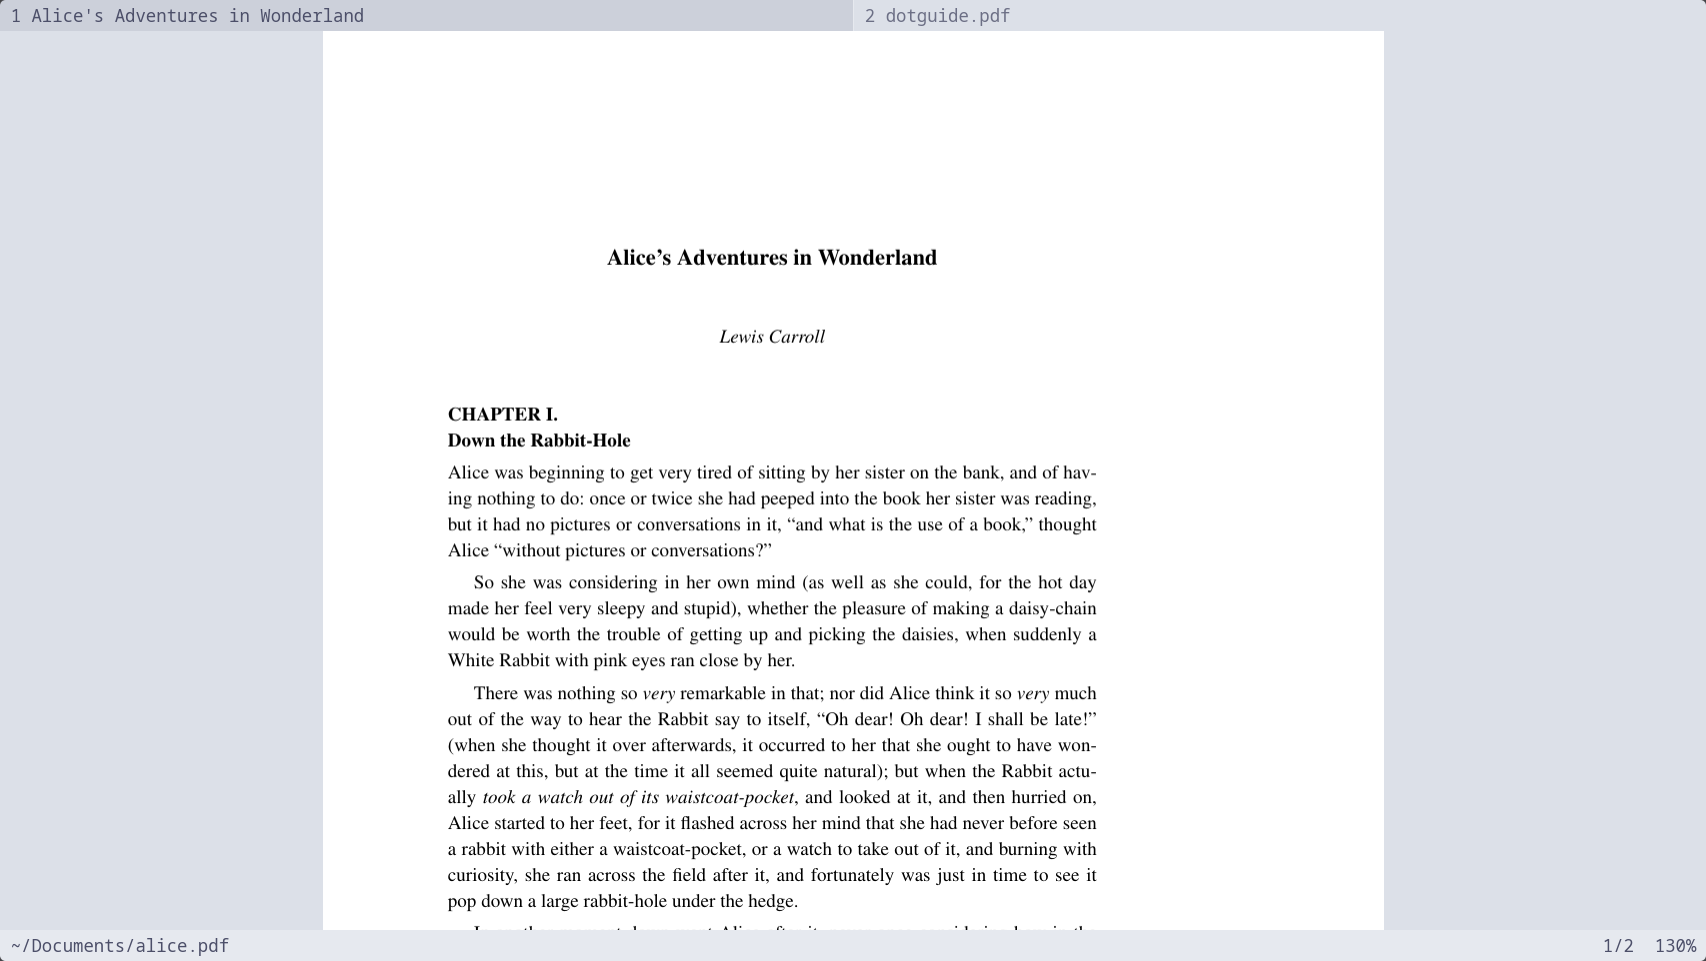 1 Alice's Adventures in Wonderland
2 dotguide.pdf
Alice’s Adventures in Wonderland
Lewis Carroll
CHAPTER I.
Down the Rabbit-Hole
Alice was beginning to get very tired of sitting by her sister on the bank, and of hav-
ing nothing to do: once or twice she had peeped into the book her sister was reading,
but it had no pictures or conversations in it, “and what is the use of a book,” thought
Alice “without pictures or conversations?”
So she was considering in her own mind (as well as she could, for the hot day
made her feel very sleepy and stupid), whether the pleasure of making a daisy-chain
would be worth the trouble of getting up and picking the daisies, when suddenly a
White Rabbit with pink eyes ran close by her.
There was nothing so very remarkable in that; nor did Alice think it so very much
out of the way to hear the Rabbit say to itself, “Oh dear! Oh dear! I shall be late!”
(when she thought it over afterwards, it occurred to her that she ought to have won-
dered at this, but at the time it all seemed quite natural); but when the Rabbit actu-
ally took a watch out of its waistcoat-pocket, and looked at it, and then hurried on,
Alice started to her feet, for it flashed across her mind that she had never before seen
a rabbit with either a waistcoat-pocket, or a watch to take out of it, and burning with
curiosity, she ran across the field after it, and fortunately was just in time to see it
pop down a large rabbit-hole under the hedge.
~/Documents/alice.pdf
1/2 130%